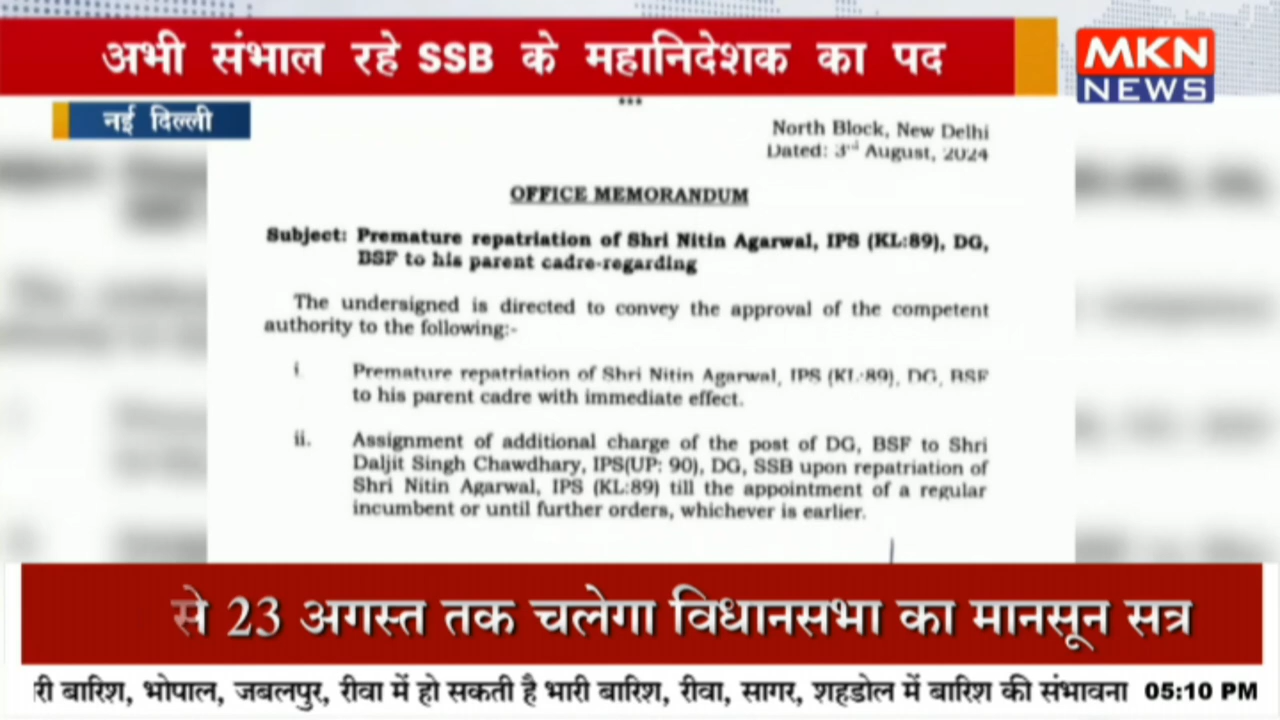 अभी संभाल रहे SSB के महानिदेशक का पद
MKN
NEWS
नई दिल्ली
***
North Block, New Delhi
Dated: 3rd August, 2024
OFFICE MEMORANDUM
Subject: Premature repatriation of Shri Nitin Agarwal, IPS (KL:89), DG,
BSF to his parent cadre-regarding
The undersigned is directed to convey the approval of the competent
authority to the following:-
i. Premature repatriation of Shri Nitin Agarwal, IPS (KL:89), DG, BSF
to his parent cadre with immediate effect.
ii. Assignment of additional charge of the post of DG, BSF to Shri
Daljit Singh Chawdhary, IPS(UP: 90), DG, SSB upon repatriation of
Shri Nitin Agarwal, IPS (KL:89) till the appointment of a regular
incumbent or until further orders, whichever is earlier.
से 23 अगस्त तक चलेगा विधानसभा का मानसून सत्र
री बारिश, भोपाल, जबलपुर, रीवा में हो सकती है भारी बारिश, रीवा, सागर, शहडोल में बारिश की संभावना 05:10 PM